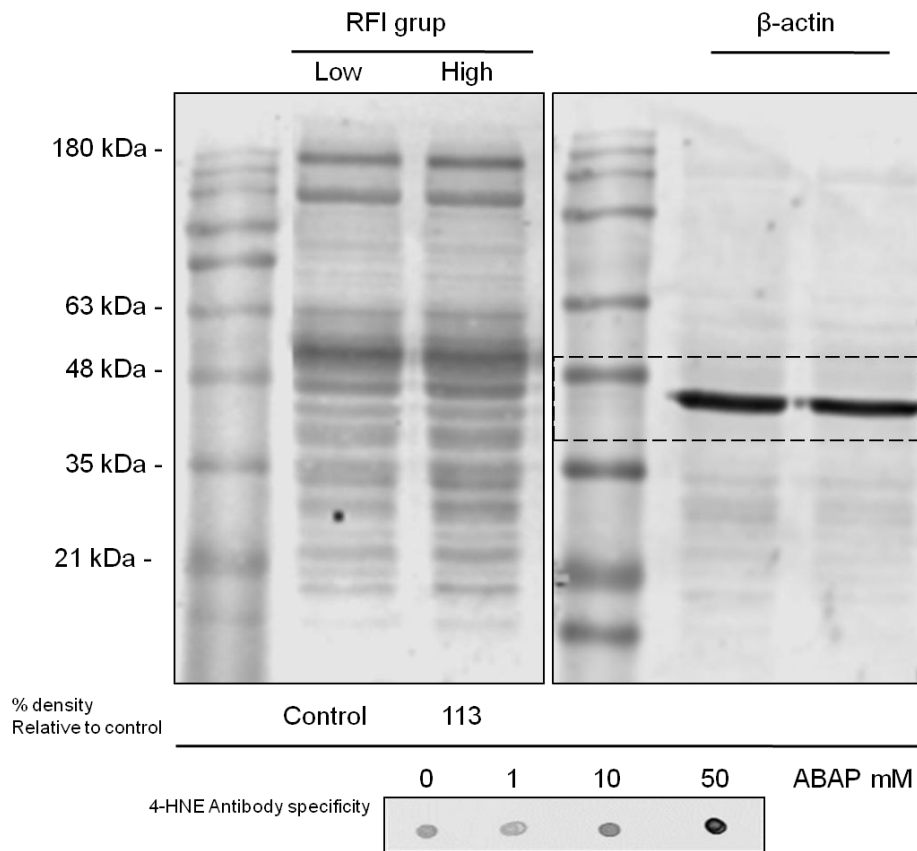 RFI grup
β-actin
Low
High
180 kDa -
63 kDa -
48 kDa -
35 kDa -
21 kDa -
% density
Relative to control
Control
113
0
1
10
50
ABAP mM
4-HNE Antibody specificity